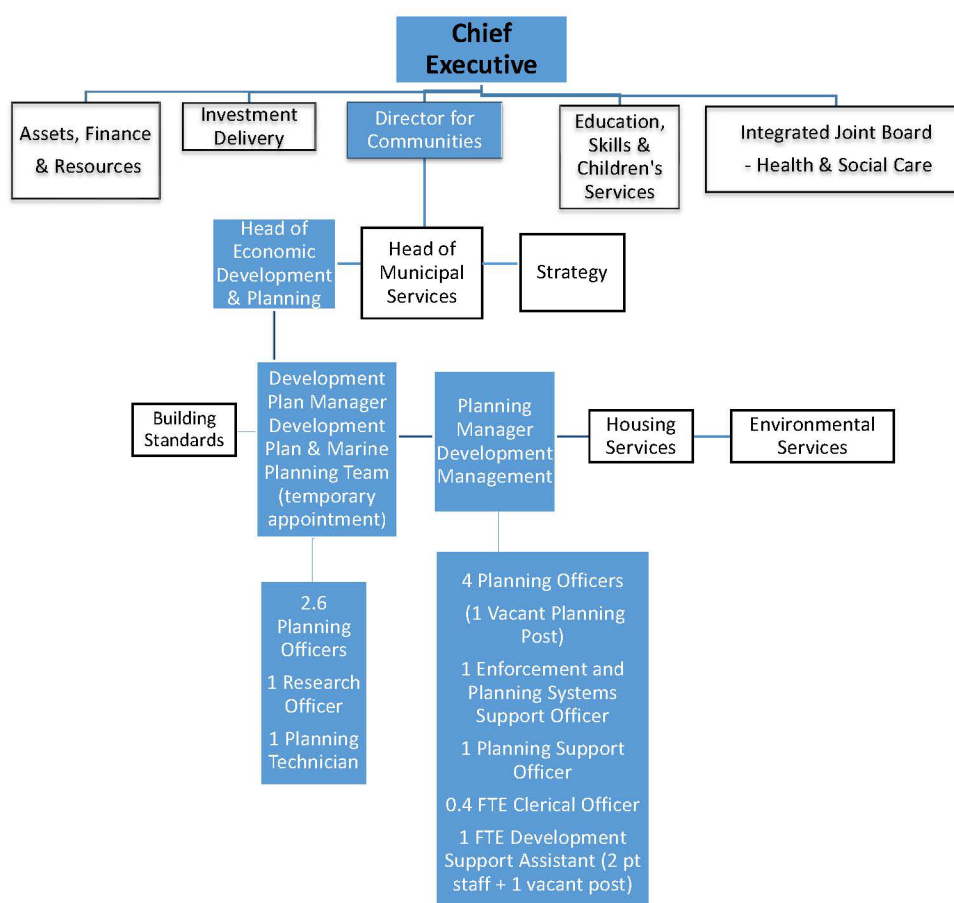 Chief
Executive
Assets, Finance
& Resources
Investment
Delivery
Director for
Communities
Education,
Skills &
Children's
Services
Integrated Joint Board
- Health & Social Care
Head of
Economic
Development
& Planning
Head of
Municipal
Services
Strategy
Building
Standards
Development
Plan Manager
Development
Plan & Marine
Planning Team
(temporary
appointment)
Planning
Manager
Development
Management
Housing
Services
Environmental
Services
2.6
Planning
Officers
1 Research
Officer
1 Planning
Technician
4 Planning Officers
(1 Vacant Planning
Post)
1 Enforcement and
Planning Systems
Support Officer
1 Planning Support
Officer
0.4 FTE Clerical Officer
1 FTE Development
Support Assistant (2 pt
staff + 1 vacant post)